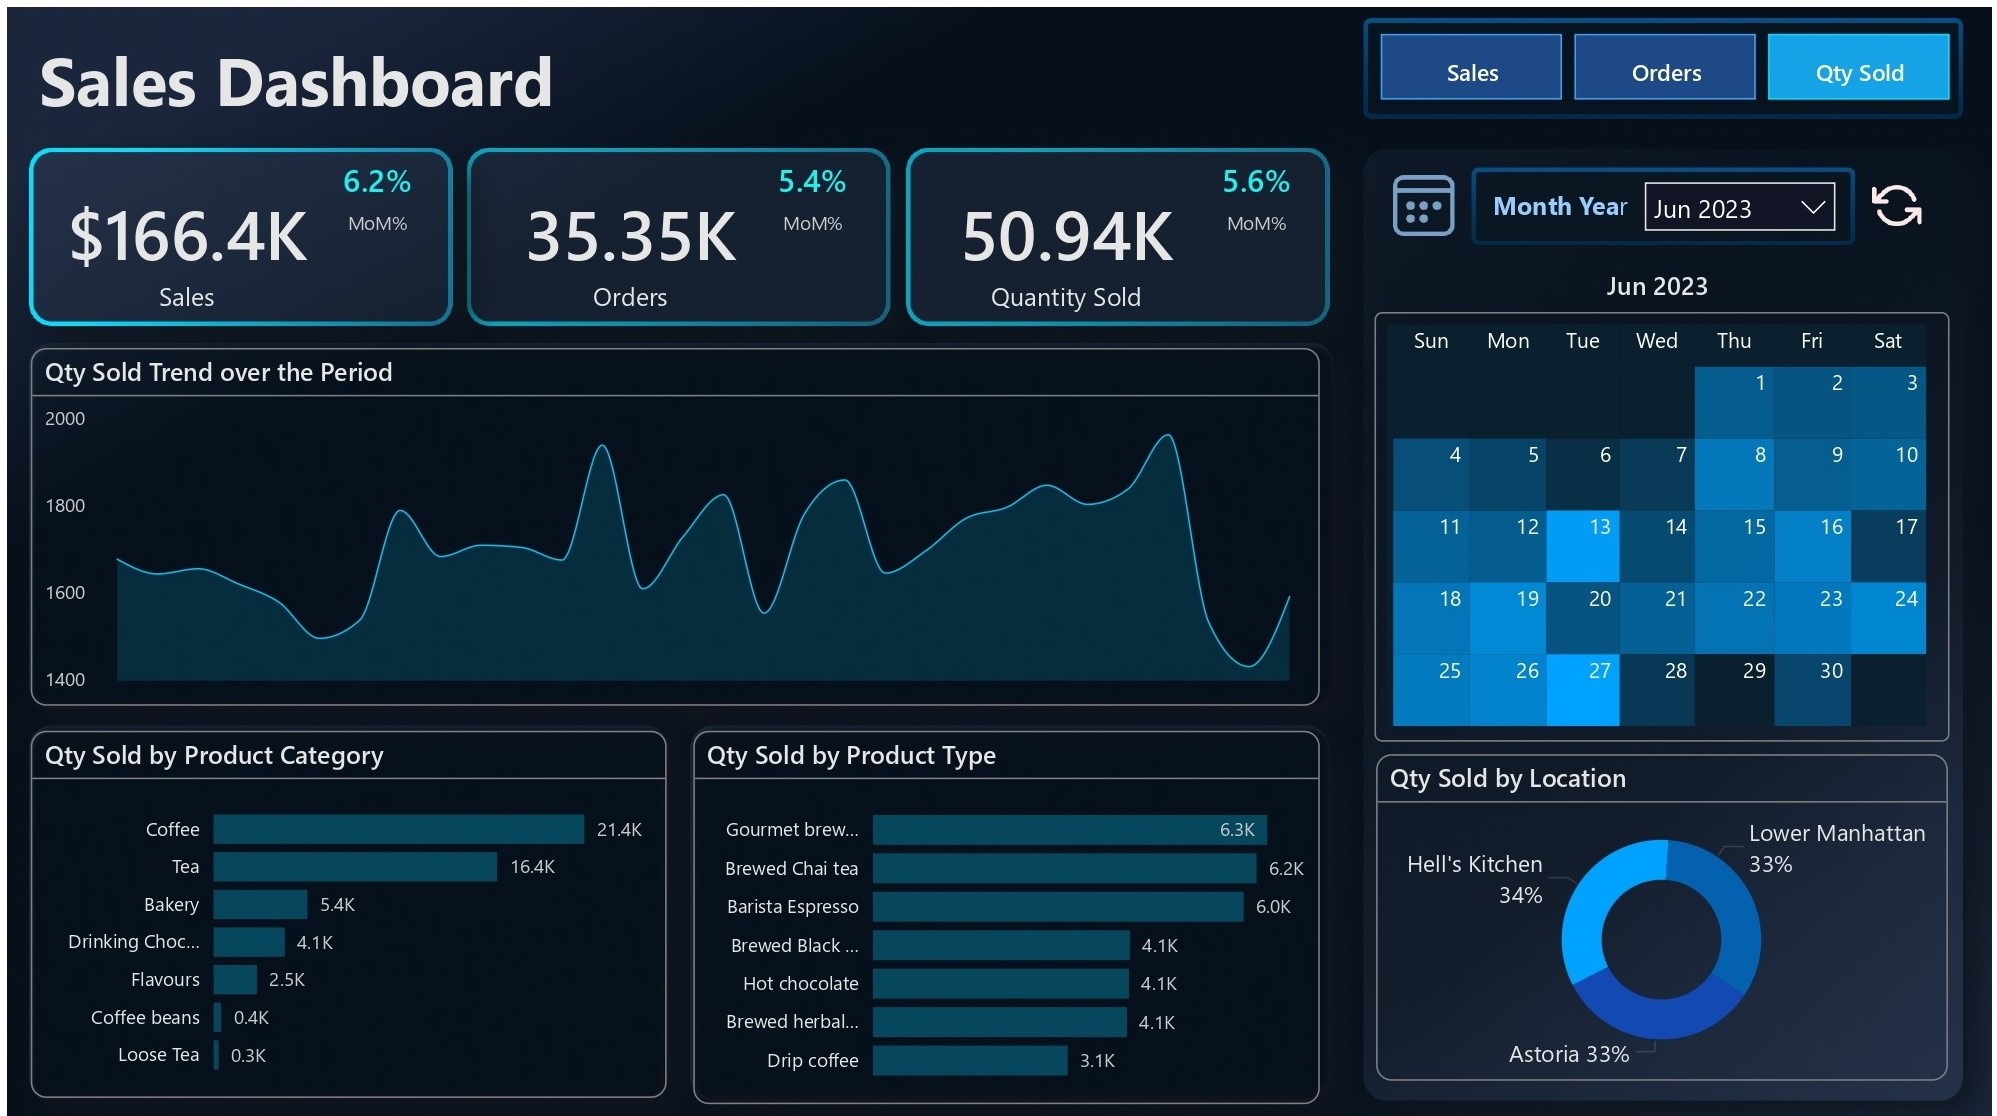 Sales Dashboard
Sales Orders Qty Sold
$166.4K
6.2%
MoM%
Sales
35.35K
5.4%
MoM%
Orders
50.94K
5.6%
MoM%
Quantity Sold
Month Year Jun 2023
Qty Sold Trend over the Period
2000
1800
1600
1400
Jun 2023
Sun Mon Tue Wed Thu Fri Sat
1 2 3
4 5 6 7 8 9 10
11 12 13 14 15 16 17
18 19 20 21 22 23 24
25 26 27 28 29 30
Qty Sold by Product Category
Coffee 21.4K
Tea 16.4K
Bakery 5.4K
Drinking Choc... 4.1K
Flavours 2.5K
Coffee beans 0.4K
Loose Tea 0.3K
Qty Sold by Product Type
Gourmet brew... 6.3K
Brewed Chai tea 6.2K
Barista Espresso 6.0K
Brewed Black ... 4.1K
Hot chocolate 4.1K
Brewed herbal... 4.1K
Drip coffee 3.1K
Qty Sold by Location
Lower Manhattan
33%
Hell's Kitchen
34%
Astoria 33%